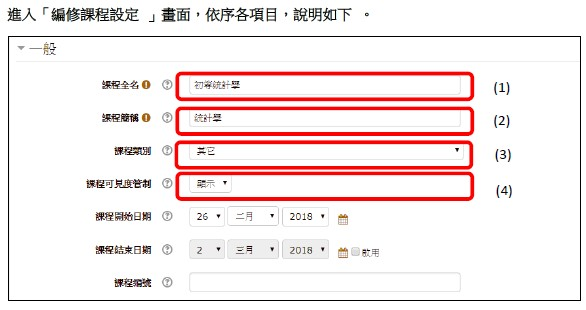 進入「編修課程設定 」畫面，依序各項目，說明如下 。
一般
課程全名 初等統計學 (1)
課程簡稱 統計學 (2)
課程類別 其它 (3)
課程可見度管制 顯示 (4)
課程開始日期 26 二月 2018
課程結束日期 2 三月 2018 啟用
課程編號